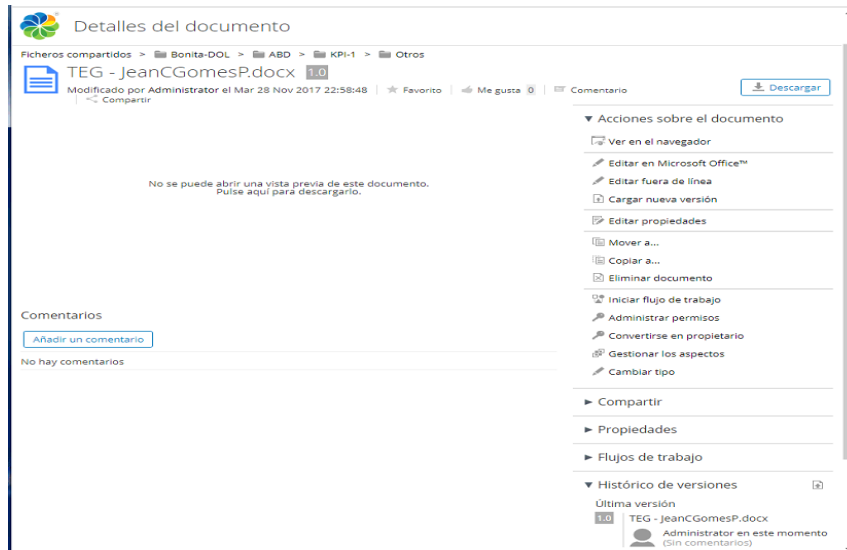 Detalles del documento
Ficheros compartidos > Bonita-DOL > ABD > KPI-1 > Otros
TEG - JeanCGomesP.docx 1.0
Modificado por Administrator el Mar 28 Nov 2017 22:58:48 Favorito Me gusta 0 Comentario
Compartir
Descargar
No se puede abrir una vista previa de este documento.
Pulse aquí para descargarlo.
Comentarios
Añadir un comentario
No hay comentarios
Acciones sobre el documento
Ver en el navegador
Editar en Microsoft Office™
Editar fuera de línea
Cargar nueva versión
Editar propiedades
Mover a...
Copiar a...
Eliminar documento
Iniciar flujo de trabajo
Administrar permisos
Convertirse en propietario
Gestionar los aspectos
Cambiar tipo
Compartir
Propiedades
Flujos de trabajo
Histórico de versiones
Última versión
1.0 TEG - JeanCGomesP.docx
Administrator en este momento
(Sin comentarios)